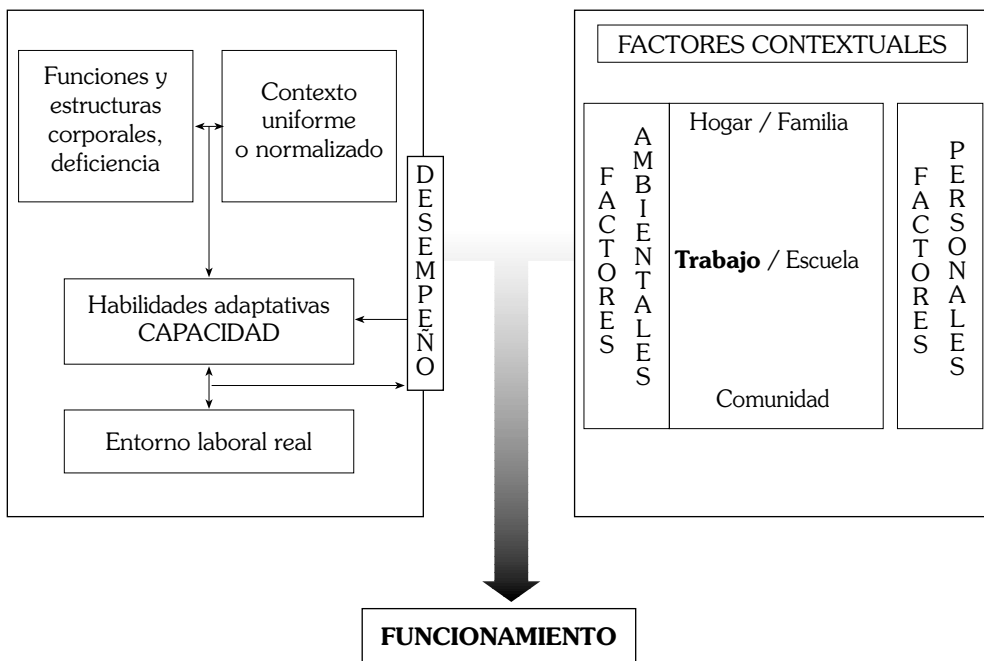 Funciones y
estructuras
corporales,
deficiencia
Contexto
uniforme
o normalizado
DESEMPEÑO
Habilidades adaptativas
CAPACIDAD
Entorno laboral real
FACTORES CONTEXTUALES
FACTORES
AMBIENTALES
Hogar / Familia
Trabajo / Escuela
Comunidad
FACTORES
PERSONALES
FUNCIONAMIENTO